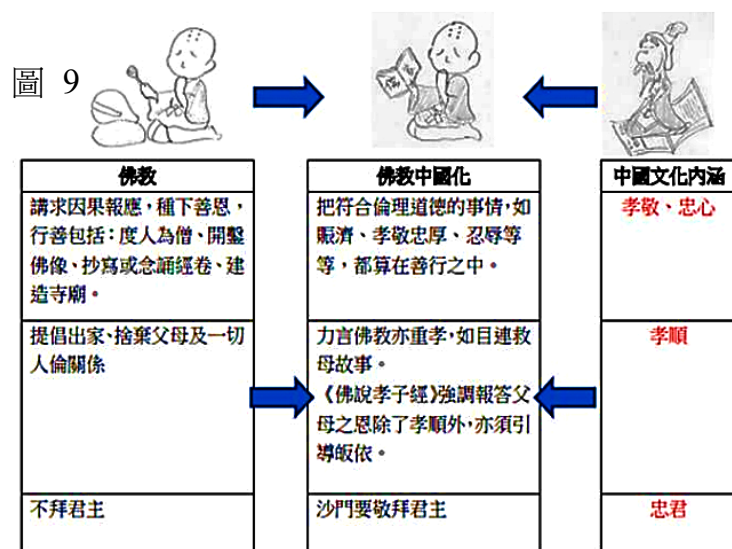 圖 9
佛教
講求因果報應，種下善恩，
行善包括：度人為僧、開鑿
佛像、抄寫或念誦經卷、建
造寺廟。
提倡出家、捨棄父母及一切
人倫關係
不拜君主
佛教中國化
把符合倫理道德的事情，如
賑濟、孝敬忠厚、忍辱等
等，都算在善行之中。
力言佛教亦重孝，如目連救
母故事。
《佛說孝子經》強調報答父
母之恩除了孝順外，亦須引
導皈依。
沙門要敬拜君主
中國文化內涵
孝敬、忠心
孝順
忠君